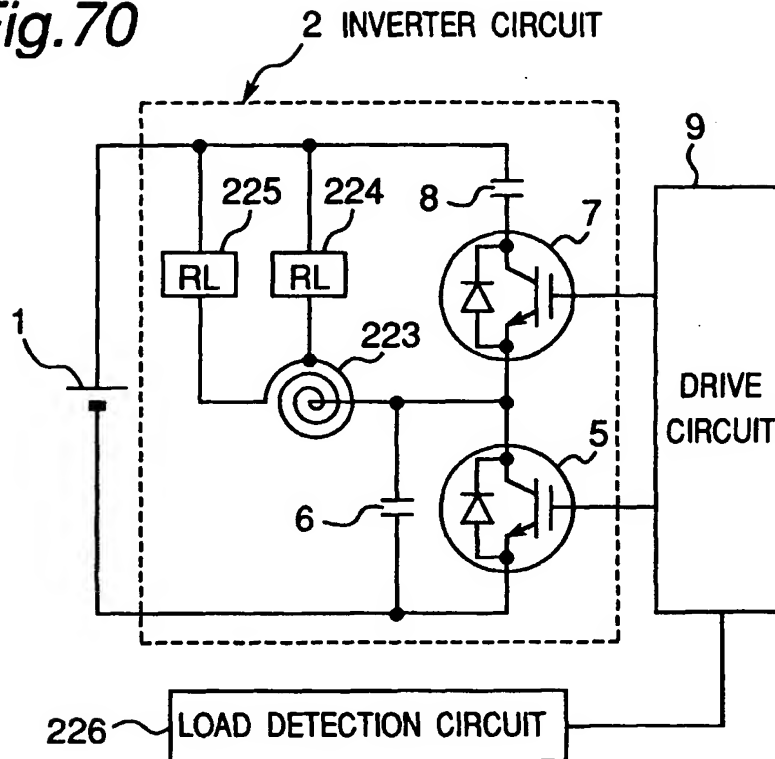 Fig.70
2 INVERTER CIRCUIT
9
225
224
8
7
RL
RL
223
1
DRIVE
CIRCUIT
5
6
226
LOAD DETECTION CIRCUIT